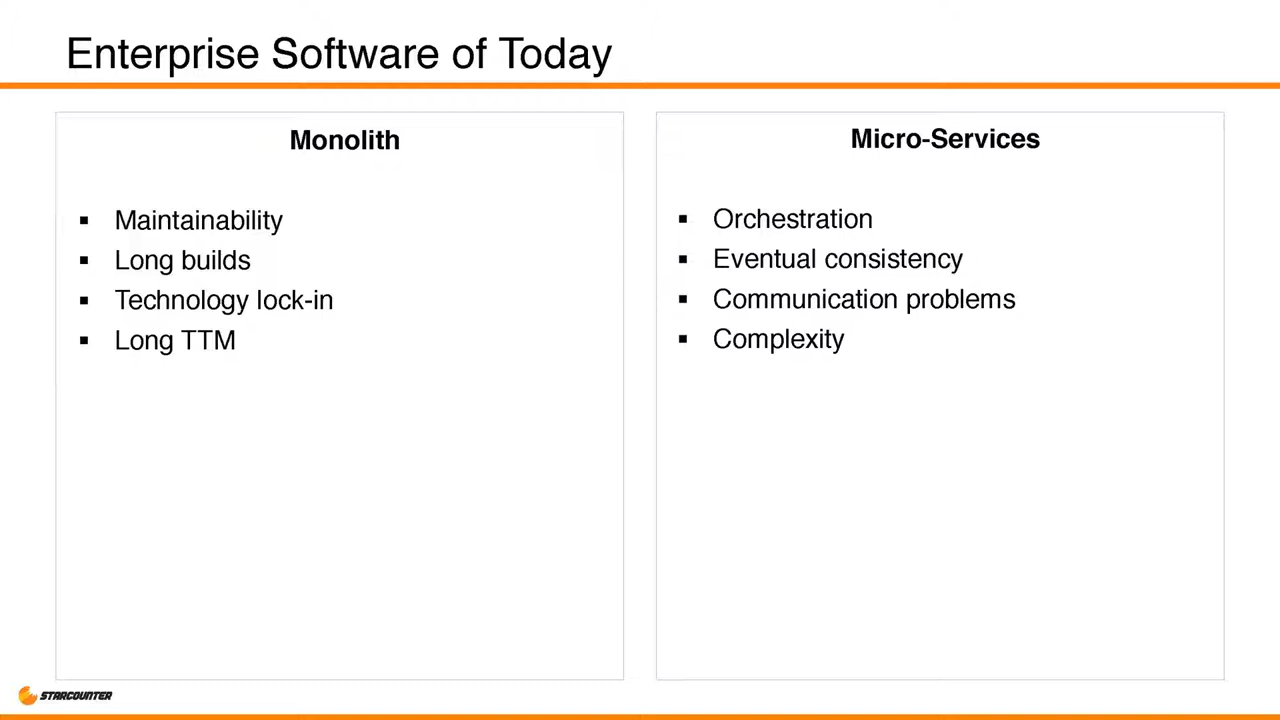 Enterprise Software of Today
Monolith
▪ Maintainability
▪ Long builds
▪ Technology lock-in
▪ Long TTM
Micro-Services
▪ Orchestration
▪ Eventual consistency
▪ Communication problems
▪ Complexity
STARCOUNTER